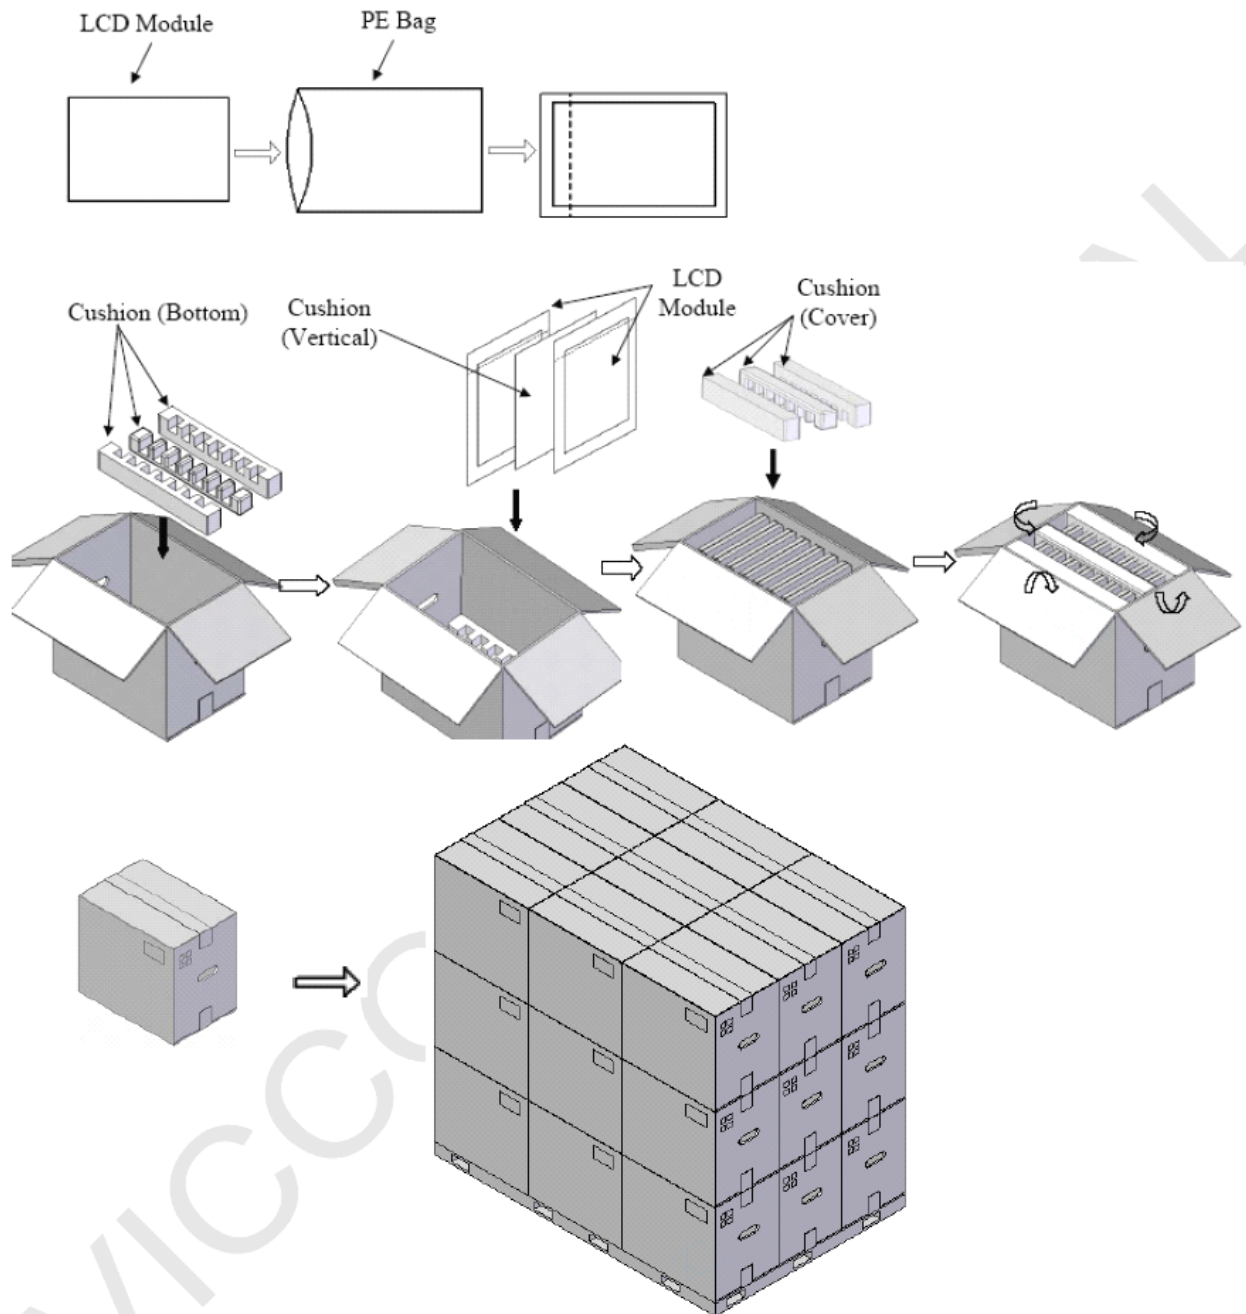 LCD Module
PE Bag
Cushion (Bottom)
Cushion
(Vertical)
LCD
Module
Cushion
(Cover)